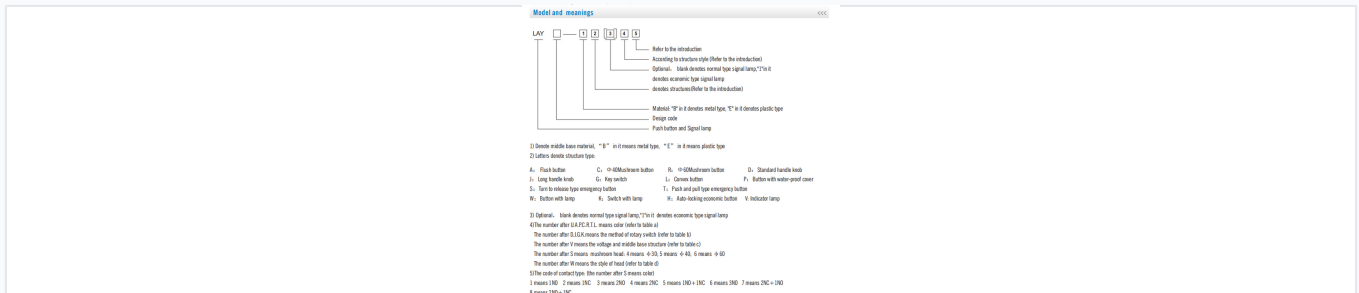 Model and meanings <<<
LAY □ — 1 2 [3] 4 5
Refer to the introduction
According to structure style (Refer to the introduction)
Optional, blank denotes normal type signal lamp,"J"in it
denotes economic type signal lamp
denotes structures(Refer to the introduction)
Material: "B" in it denotes metal type, "E" in it denotes plastic type
Design code
Push button and Signal lamp
1) Denote middle base material, “B” in it means metal type, “E” in it means plastic type
2) Letters denote structure type:
A: Flush button C: Φ40Mushroom button R: Φ60Mushroom button D: Standard handle knob
J: Long handle knob G: Key switch L: Convex button P: Button with water-proof cover
S: Turn to release type emergency button T: Push and pull type emergency button
W: Button with lamp K: Switch with lamp H: Auto-locking economic button V: Indicator lamp
3) Optional, blank denotes normal type signal lamp,"J"in it denotes economic type signal lamp
4)The number after U.A.P.C.R.T.L. means color (refer to table a)
The number after D.J.G.K.means the method of rotary switch (refer to table b)
The number after V means the voltage and middle base structure (refer to table c)
The number after S means mushroom head: 4 means ϕ30; 5 means ϕ40, 6 means ϕ60
The number after W means the style of head (refer to table d)
5)The code of contact type: (the number after S means color)
1 means 1NO 2 means 1NC 3 means 2NO 4 means 2NC 5 means 1NO+1NC 6 means 3NO 7 means 2NC+1NO
8 means 2NO+1NC